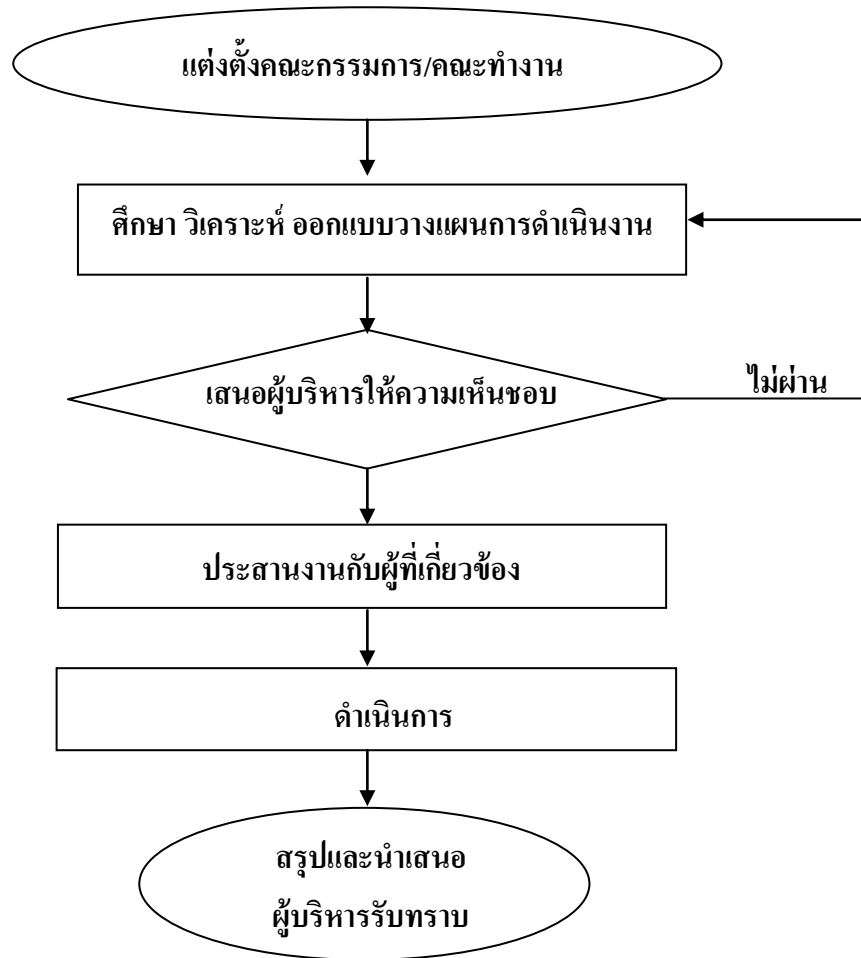 แต่งตั้งคณะกรรมการ/คณะทำงาน
ศึกษา วิเคราะห์ ออกแบบวางแผนการดำเนินงาน
เสนอผู้บริหารให้ความเห็นชอบ
ไม่ผ่าน
ประสานงานกับผู้ที่เกี่ยวข้อง
ดำเนินการ
สรุปและนำเสนอ
ผู้บริหารรับทราบ